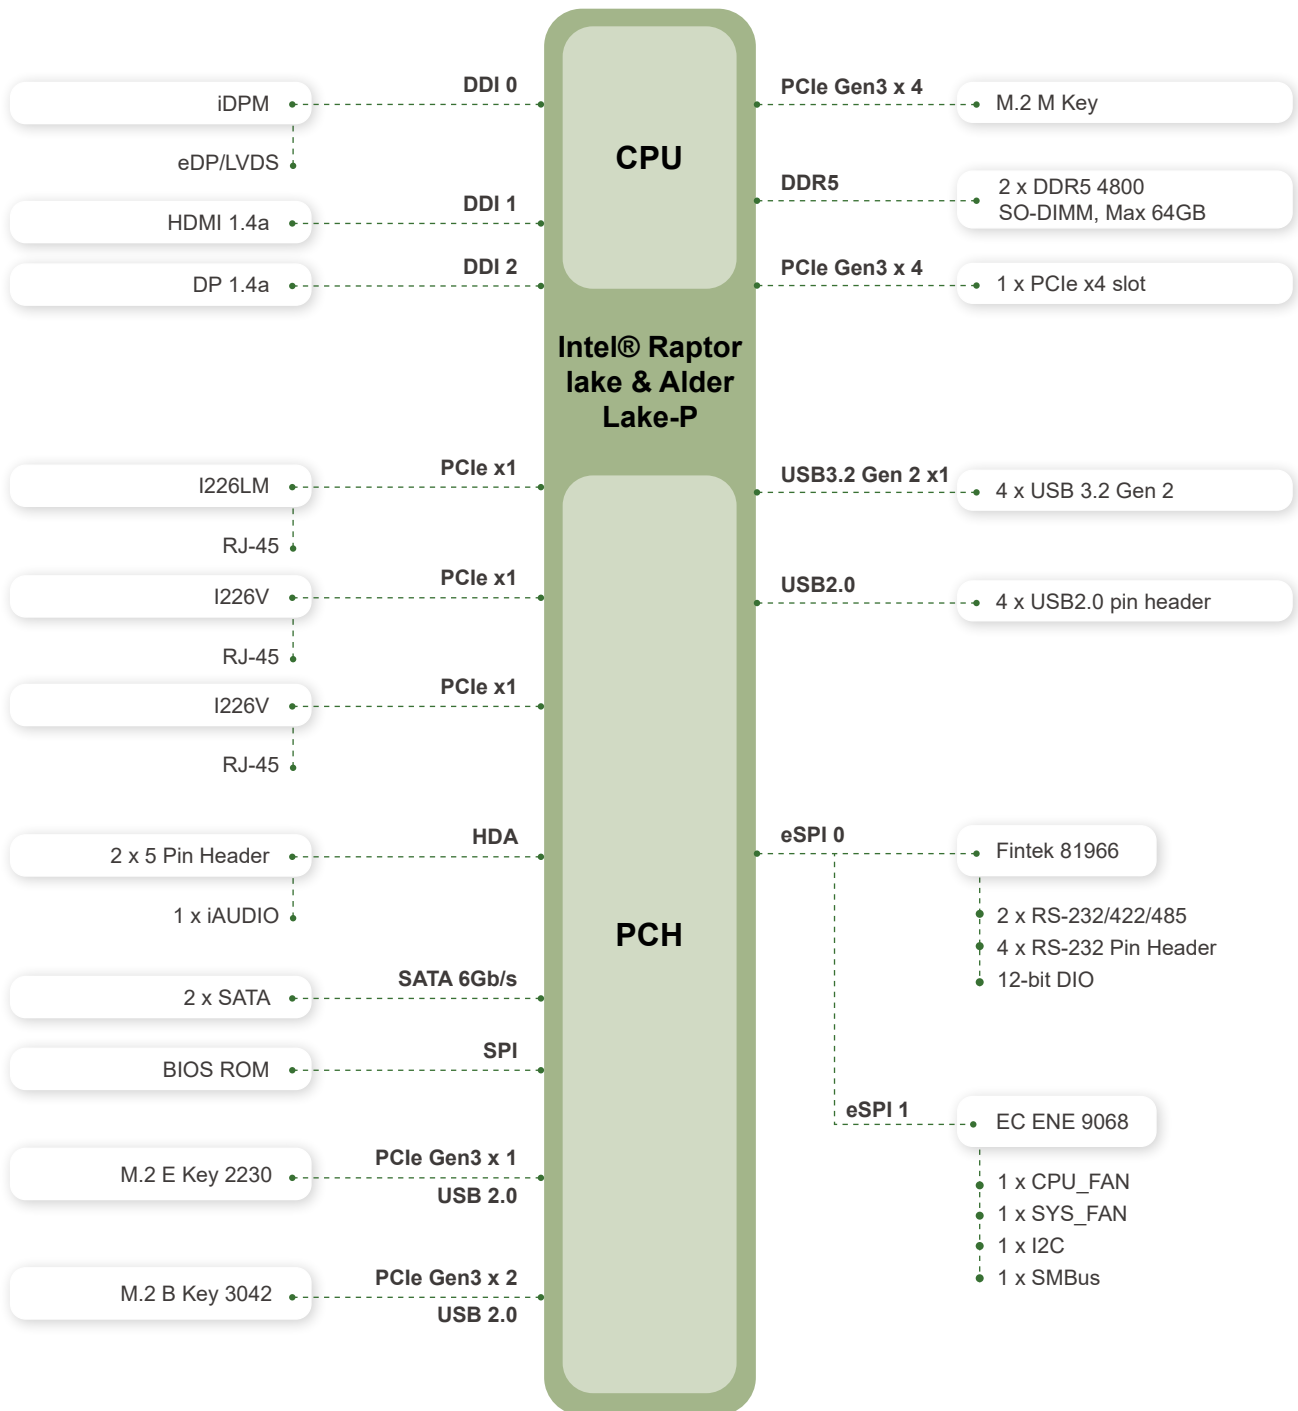 DDI 0
iDPM
eDP/LVDS
DDI 1
HDMI 1.4a
DDI 2
DP 1.4a
PCIe x1
I226LM
RJ-45
PCIe x1
I226V
RJ-45
PCIe x1
I226V
RJ-45
HDA
2 x 5 Pin Header
1 x iAUDIO
SATA 6Gb/s
2 x SATA
SPI
BIOS ROM
PCIe Gen3 x 1
M.2 E Key 2230
USB 2.0
PCIe Gen3 x 2
M.2 B Key 3042
USB 2.0
CPU
Intel® Raptor
lake & Alder
Lake-P
PCH
PCIe Gen3 x 4
M.2 M Key
DDR5
2 x DDR5 4800
SO-DIMM, Max 64GB
PCIe Gen3 x 4
1 x PCIe x4 slot
USB3.2 Gen 2 x1
4 x USB 3.2 Gen 2
USB2.0
4 x USB2.0 pin header
eSPI 0
Fintek 81966
2 x RS-232/422/485
4 x RS-232 Pin Header
12-bit DIO
eSPI 1
EC ENE 9068
1 x CPU_FAN
1 x SYS_FAN
1 x I2C
1 x SMBus